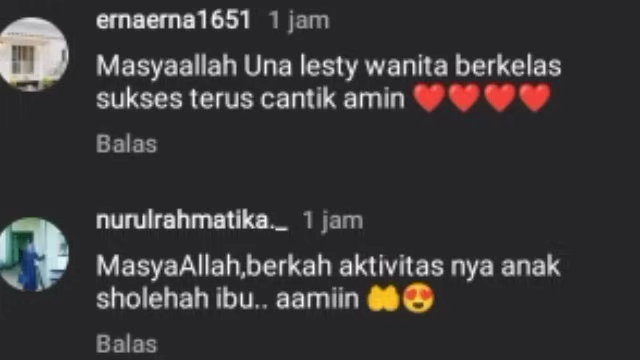 ernaerna1651 1 jam
Masyaallah Una lesty wanita berkelas
sukses terus cantik amin ❤️❤️❤️❤️
Balas
nurulrahmatika._ 1 jam
MasyaAllah,berkah aktivitas nya anak
sholehah ibu.. aamiin 🤲😍
Balas